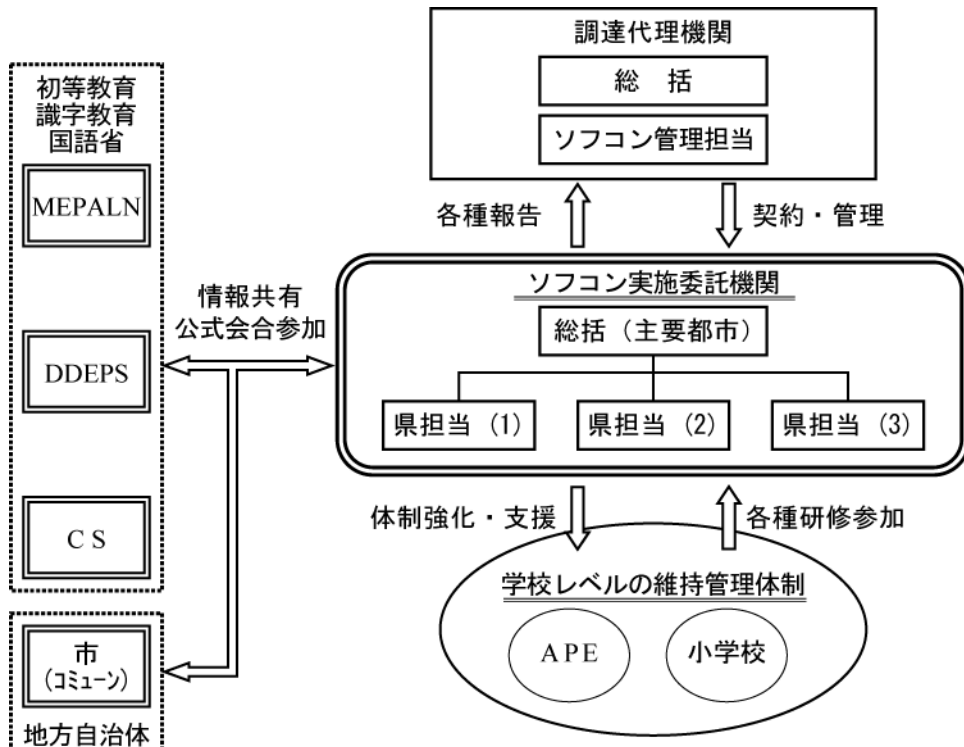 初等教育
識字教育
国語省
MEPALN
DDEPS
CS
市
(コミューン)
地方自治体
情報共有
公式会合参加
調達代理機関
総 括
ソフコン管理担当
各種報告
契約・管理
ソフコン実施委託機関
総括(主要都市)
県担当 (1)
県担当 (2)
県担当 (3)
体制強化・支援
各種研修参加
学校レベルの維持管理体制
APE
小学校